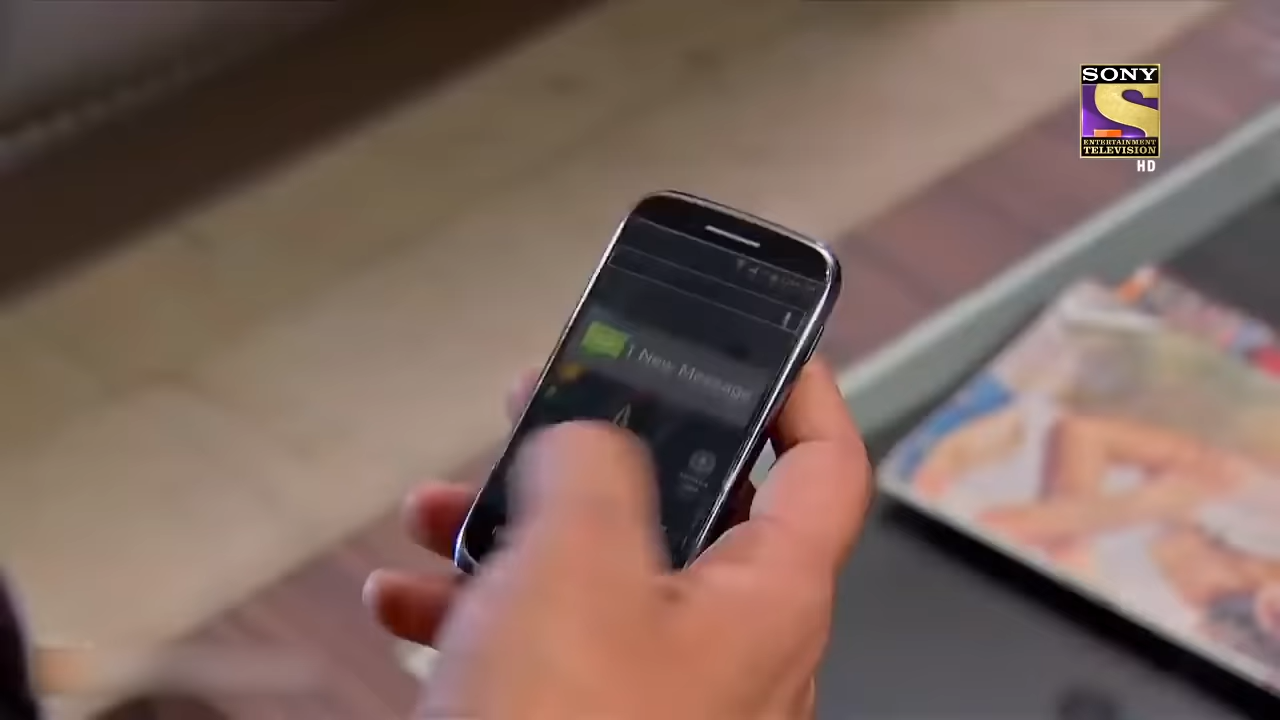 SONY
ENTERTAINMENT
TELEVISION
HD
1 New Message